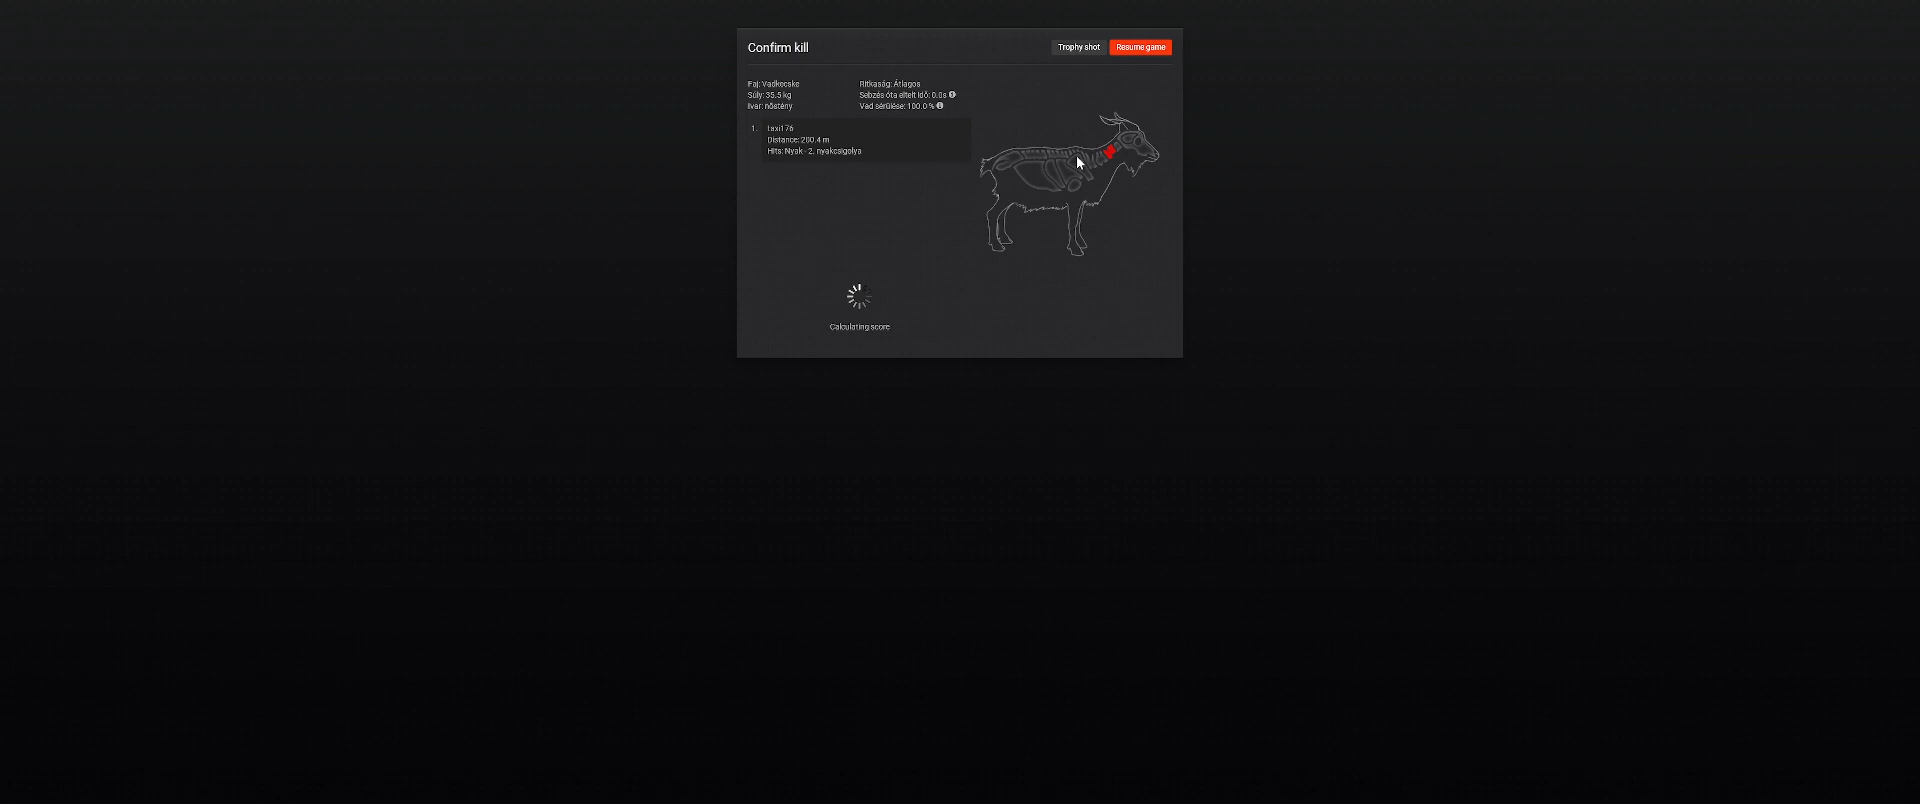 Confirm kill
Trophy shot
Resume game
Faj: Vadkecske
Ritkaság: Átlagos
Súly: 35.5 kg
Sebzés óta eltelt idő: 0.0s
Ivar: nőstény
Vad sérülése: 100.0 %
1. taxi176
Distance: 200.4 m
Hits: Nyak - 2. nyakcsigolya
Calculating score